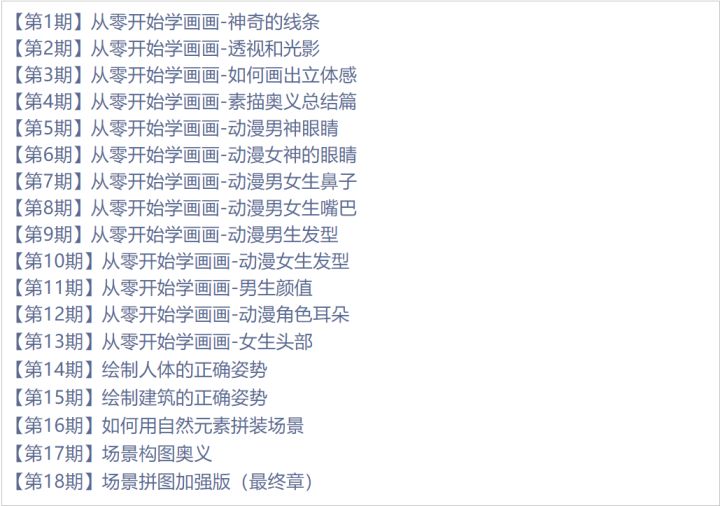 【第1期】从零开始学画画-神奇的线条
【第2期】从零开始学画画-透视和光影
【第3期】从零开始学画画-如何画出立体感
【第4期】从零开始学画画-素描奥义总结篇
【第5期】从零开始学画画-动漫男神眼睛
【第6期】从零开始学画画-动漫女神的眼睛
【第7期】从零开始学画画-动漫男女生鼻子
【第8期】从零开始学画画-动漫男女生嘴巴
【第9期】从零开始学画画-动漫男生发型
【第10期】从零开始学画画-动漫女生发型
【第11期】从零开始学画画-男生颜值
【第12期】从零开始学画画-动漫角色耳朵
【第13期】从零开始学画画-女生头部
【第14期】绘制人体的正确姿势
【第15期】绘制建筑的正确姿势
【第16期】如何用自然元素拼装场景
【第17期】场景构图奥义
【第18期】场景拼图加强版（最终章）